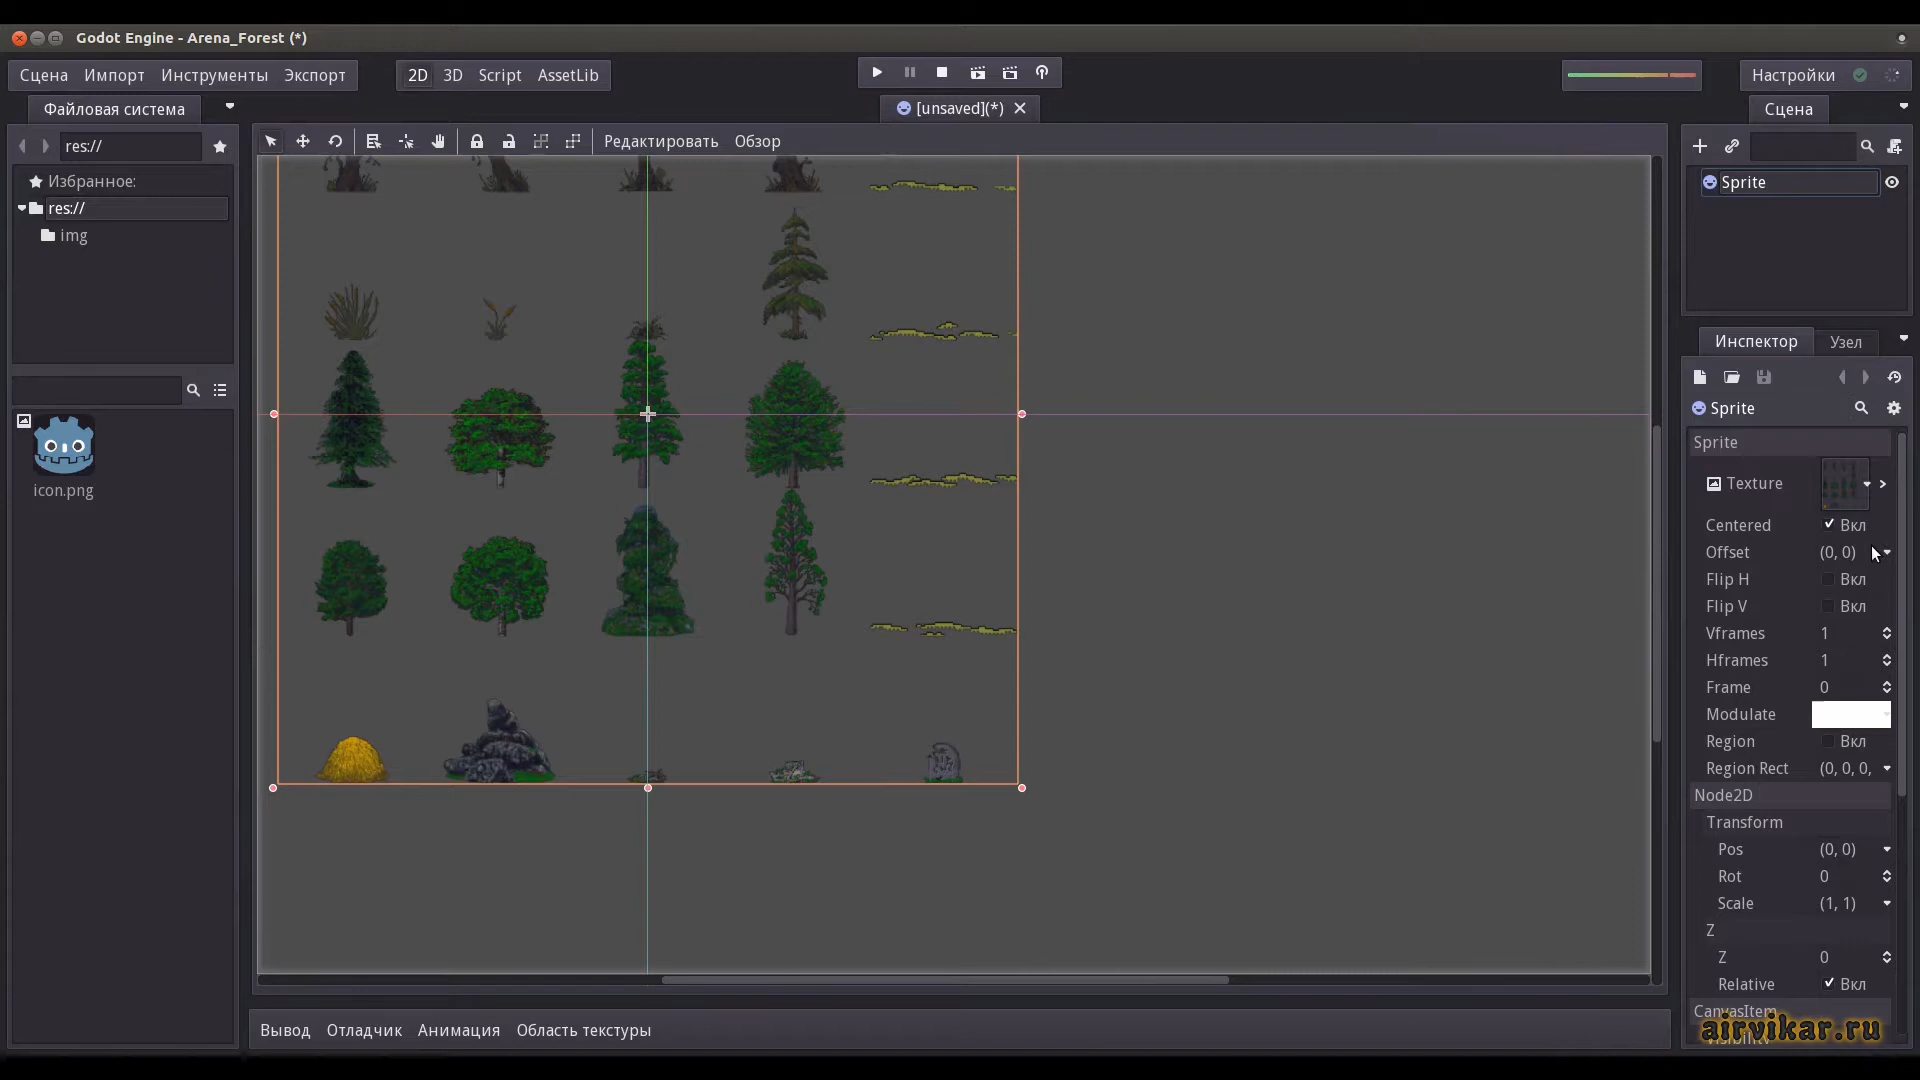 Godot Engine - Arena_Forest (*)
Сцена Импорт Инструменты Экспорт
2D 3D Script AssetLib
Настройки
Файловая система
[unsaved](*)
Сцена
res://
Редактировать Обзор
Избранное:
res://
img
icon.png
Sprite
Инспектор Узел
Sprite
Sprite
Texture
Centered Вкл
Offset (0, 0)
Flip H Вкл
Flip V Вкл
Vframes 1
Hframes 1
Frame 0
Modulate
Region Вкл
Region Rect (0, 0, 0,
Node2D
Transform
Pos (0, 0)
Rot 0
Scale (1, 1)
Z
Z 0
Relative Вкл
CanvasItem
Visibility
airvikar.ru
Вывод Отладчик Анимация Область текстуры